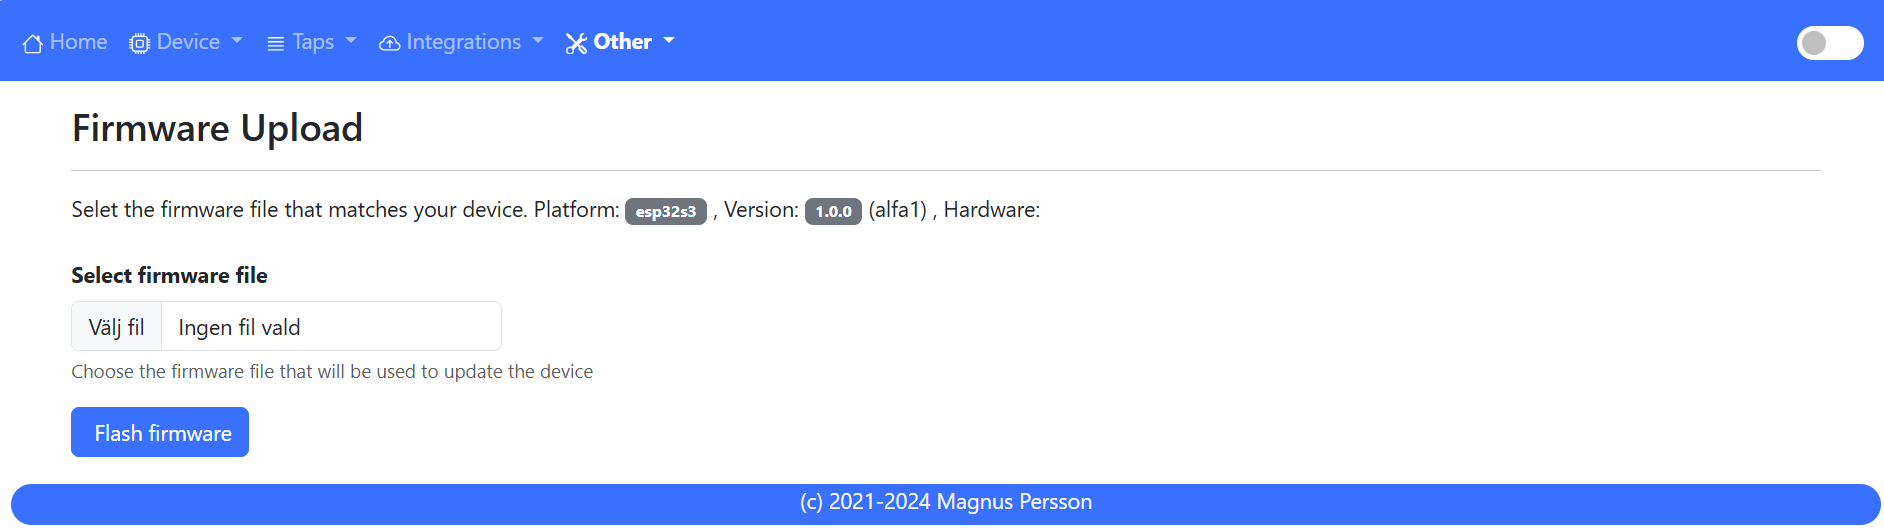 Home Device Taps Integrations Other
Firmware Upload
Selet the firmware file that matches your device. Platform: esp32s3 , Version: 1.0.0 (alfa1) , Hardware:
Select firmware file
Välj fil Ingen fil vald
Choose the firmware file that will be used to update the device
Flash firmware
(c) 2021-2024 Magnus Persson